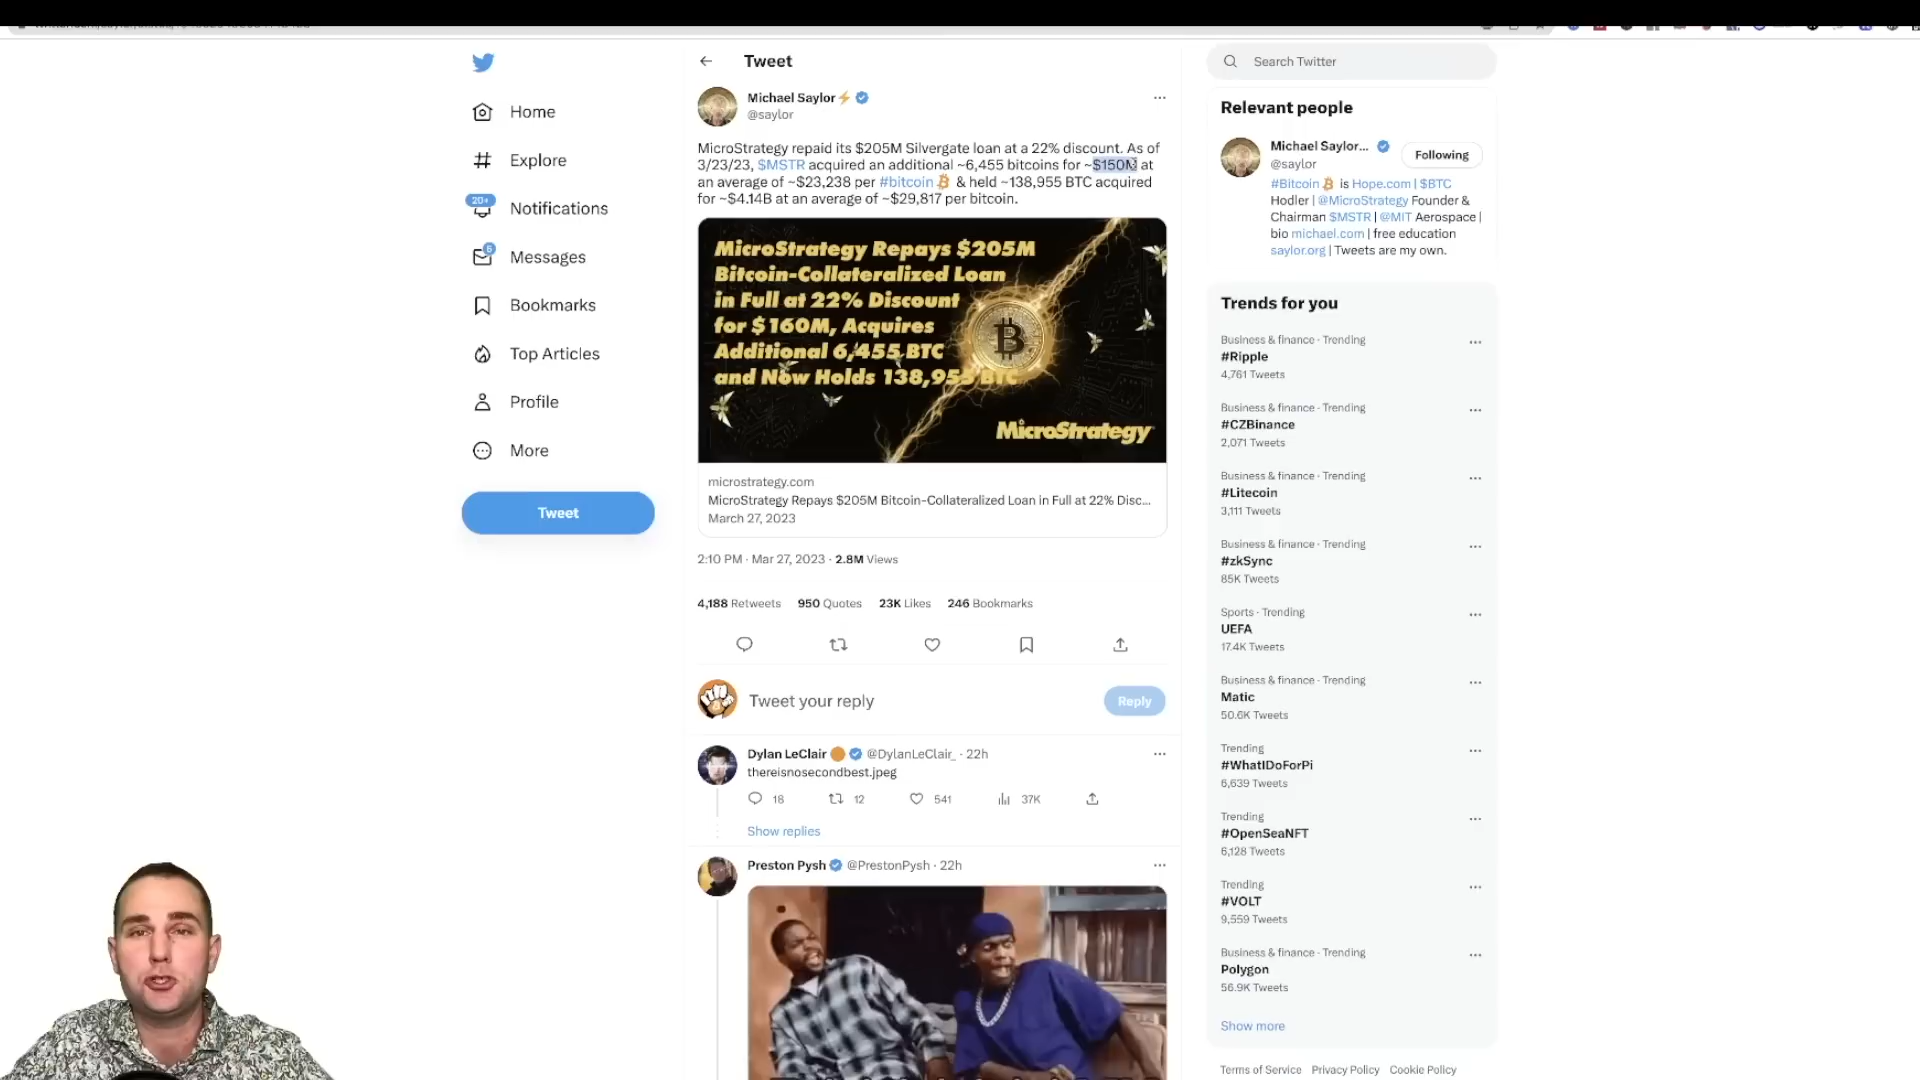 Home
Explore
20+
Notifications
6
Messages
Bookmarks
Top Articles
Profile
More
Tweet
Tweet
Michael Saylor
@saylor
MicroStrategy repaid its $205M Silvergate loan at a 22% discount. As of
3/23/23, $MSTR acquired an additional ~6,455 bitcoins for ~$150M at
an average of ~$23,238 per #bitcoin & held ~138,955 BTC acquired
for ~$4.14B at an average of ~$29,817 per bitcoin.
MicroStrategy Repays $205M
Bitcoin-Collateralized Loan
in Full at 22% Discount
for $160M, Acquires
Additional 6,455 BTC
and Now Holds 138,955 BTC
MicroStrategy
microstrategy.com
MicroStrategy Repays $205M Bitcoin-Collateralized Loan in Full at 22% Disc...
March 27, 2023
2:10 PM · Mar 27, 2023 · 2.8M Views
4,188 Retweets 950 Quotes 23K Likes 246 Bookmarks
Tweet your reply
Reply
Dylan LeClair @DylanLeClair_ · 22h
thereisnosecondbest.jpeg
18 12 541 37K
Show replies
Preston Pysh @PrestonPysh · 22h
Search Twitter
Relevant people
Michael Saylor...
@saylor
Following
#Bitcoin is Hope.com | $BTC
Hodler | @MicroStrategy Founder &
Chairman $MSTR | @MIT Aerospace |
bio michael.com | free education
saylor.org | Tweets are my own.
Trends for you
Business & finance · Trending
#Ripple
4,761 Tweets
Business & finance · Trending
#CZBinance
2,071 Tweets
Business & finance · Trending
#Litecoin
3,111 Tweets
Business & finance · Trending
#zkSync
85K Tweets
Sports · Trending
UEFA
17.4K Tweets
Business & finance · Trending
Matic
50.6K Tweets
Trending
#WhatIDoForPi
6,639 Tweets
Trending
#OpenSeaNFT
6,128 Tweets
Trending
#VOLT
9,559 Tweets
Business & finance · Trending
Polygon
56.9K Tweets
Show more
Terms of Service Privacy Policy Cookie Policy